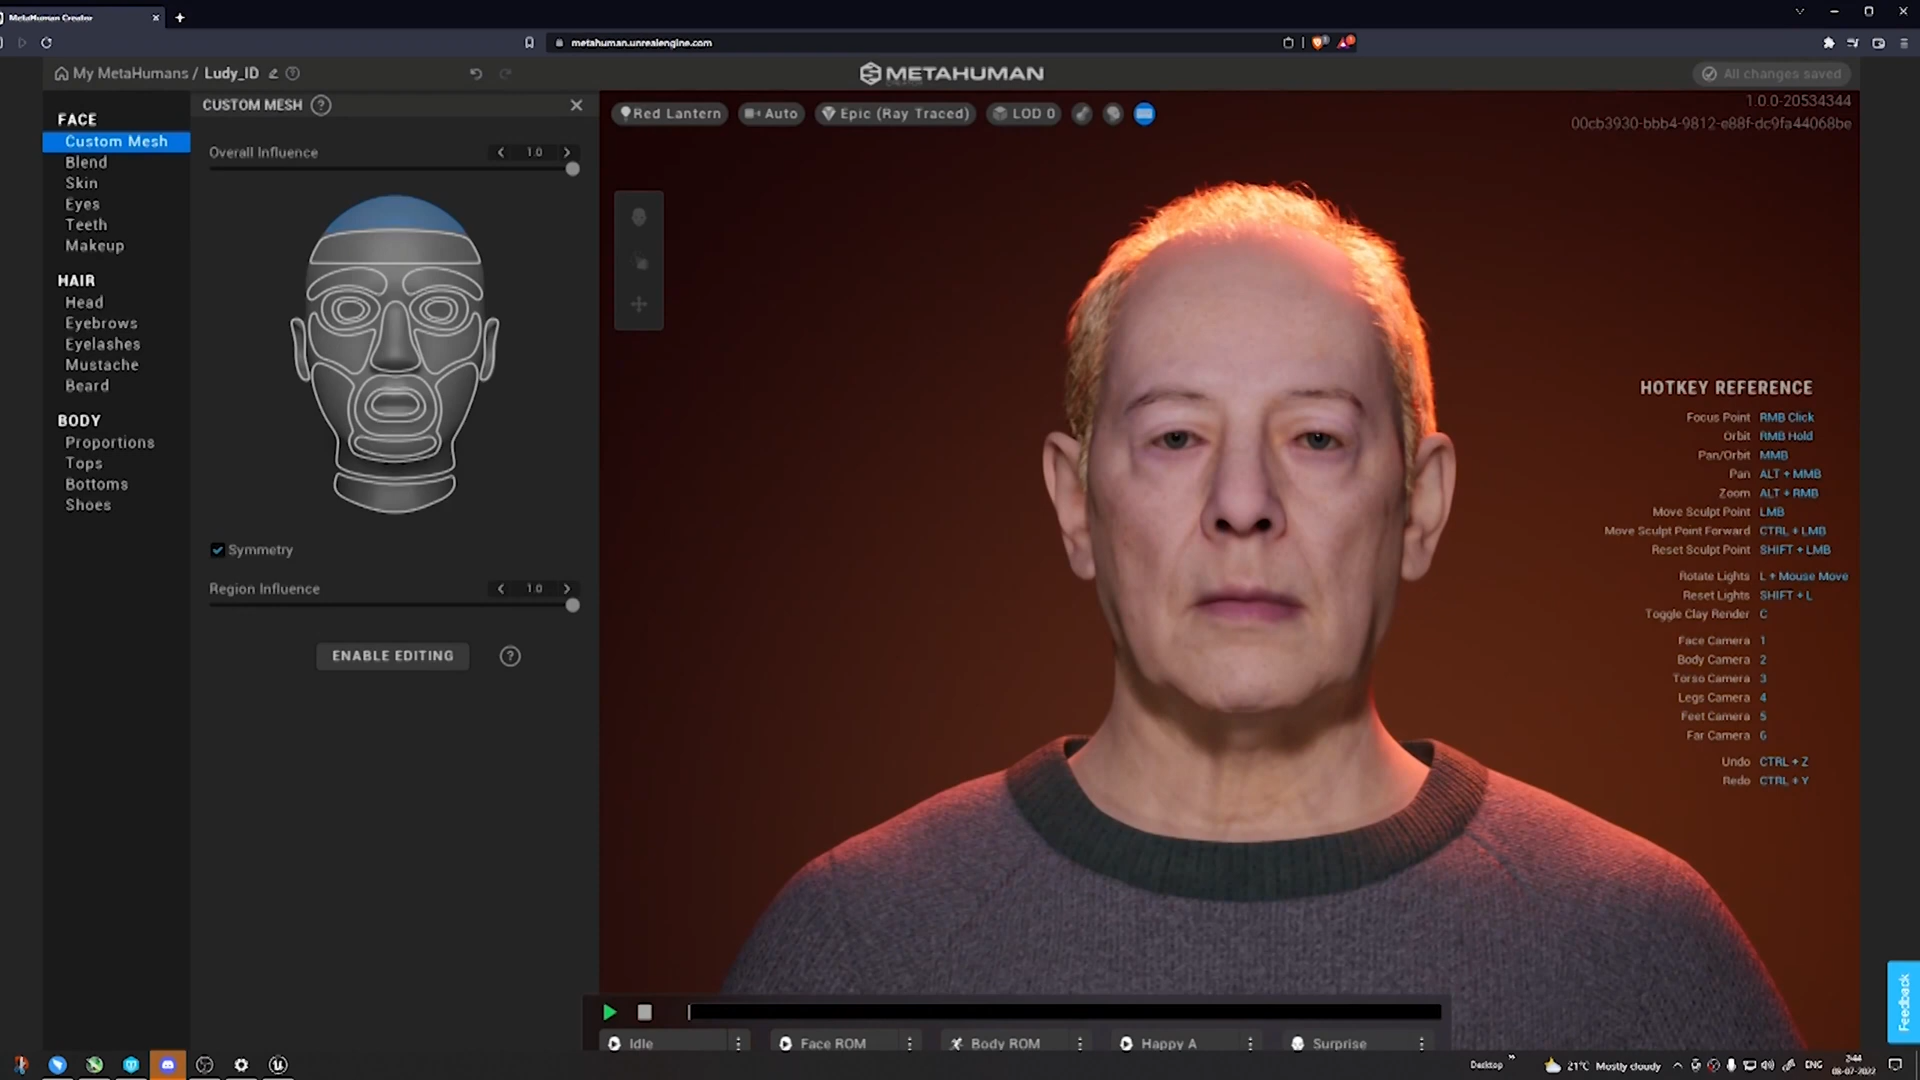 MetaHuman Creator
metahuman.unrealengine.com
My MetaHumans / Ludy_ID
METAHUMAN
CREATOR
All changes saved
FACE
Custom Mesh
Blend
Skin
Eyes
Teeth
Makeup
HAIR
Head
Eyebrows
Eyelashes
Mustache
Beard
BODY
Proportions
Tops
Bottoms
Shoes
CUSTOM MESH
Overall Influence 1.0
Symmetry
Region Influence 1.0
ENABLE EDITING
Red Lantern
Auto
Epic (Ray Traced)
LOD 0
1.0.0-20534344
00cb3930-bbb4-9812-e88f-dc9fa44068be
HOTKEY REFERENCE
Focus Point RMB Click
Orbit RMB Hold
Pan/Orbit MMB
Pan ALT + MMB
Zoom ALT + RMB
Move Sculpt Point LMB
Move Sculpt Point Forward CTRL + LMB
Reset Sculpt Point SHIFT + LMB
Rotate Lights L + Mouse Move
Reset Lights SHIFT + L
Toggle Clay Render C
Face Camera 1
Body Camera 2
Torso Camera 3
Legs Camera 4
Feet Camera 5
Far Camera 6
Undo CTRL + Z
Redo CTRL + Y
Feedback
Idle
Face ROM
Body ROM
Happy A
Surprise
Desktop
21°C Mostly cloudy
ENG
2:44
08-07-2022